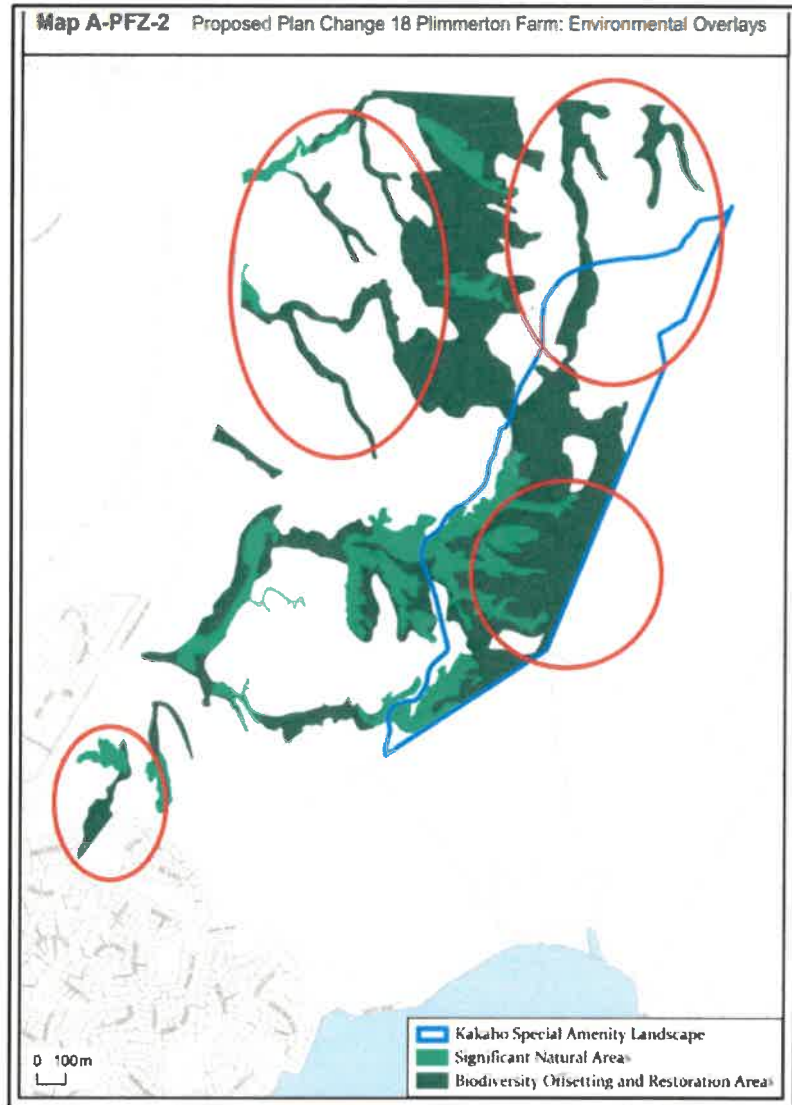 Map A-PFZ-2 Proposed Plan Change 18 Plimmerton Farm: Environmental Overlays
Kakaho Special Amenity Landscape
Significant Natural Areas
Biodiversity Offsetting and Restoration Areas
0 100m